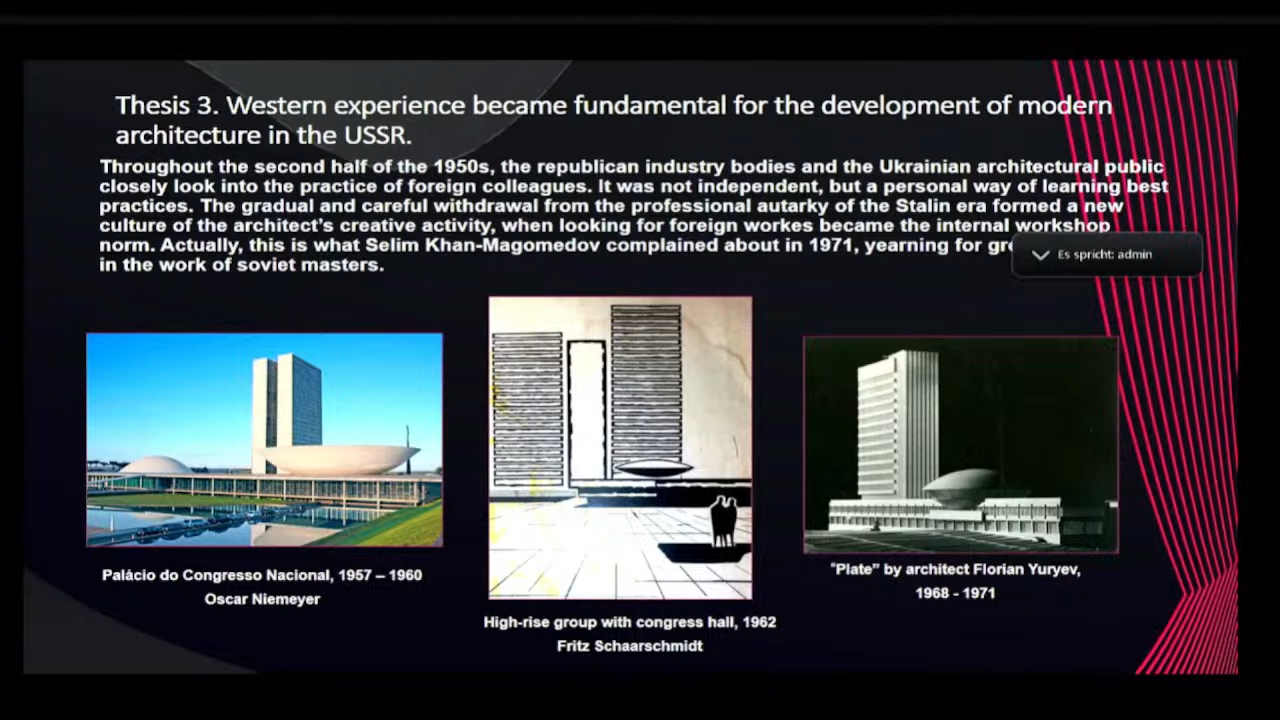 Thesis 3. Western experience became fundamental for the development of modern
architecture in the USSR.
Throughout the second half of the 1950s, the republican industry bodies and the Ukrainian architectural public
closely look into the practice of foreign colleagues. It was not independent, but a personal way of learning best
practices. The gradual and careful withdrawal from the professional autarky of the Stalin era formed a new
culture of the architect's creative activity, when looking for foreign workes became the internal workshop
norm. Actually, this is what Selim Khan-Magomedov complained about in 1971, yearning for
in the work of soviet masters.
Es spricht: admin
Palácio do Congresso Nacional, 1957 – 1960
Oscar Niemeyer
High-rise group with congress hall, 1962
Fritz Schaarschmidt
“Plate” by architect Florian Yuryev,
1968 - 1971